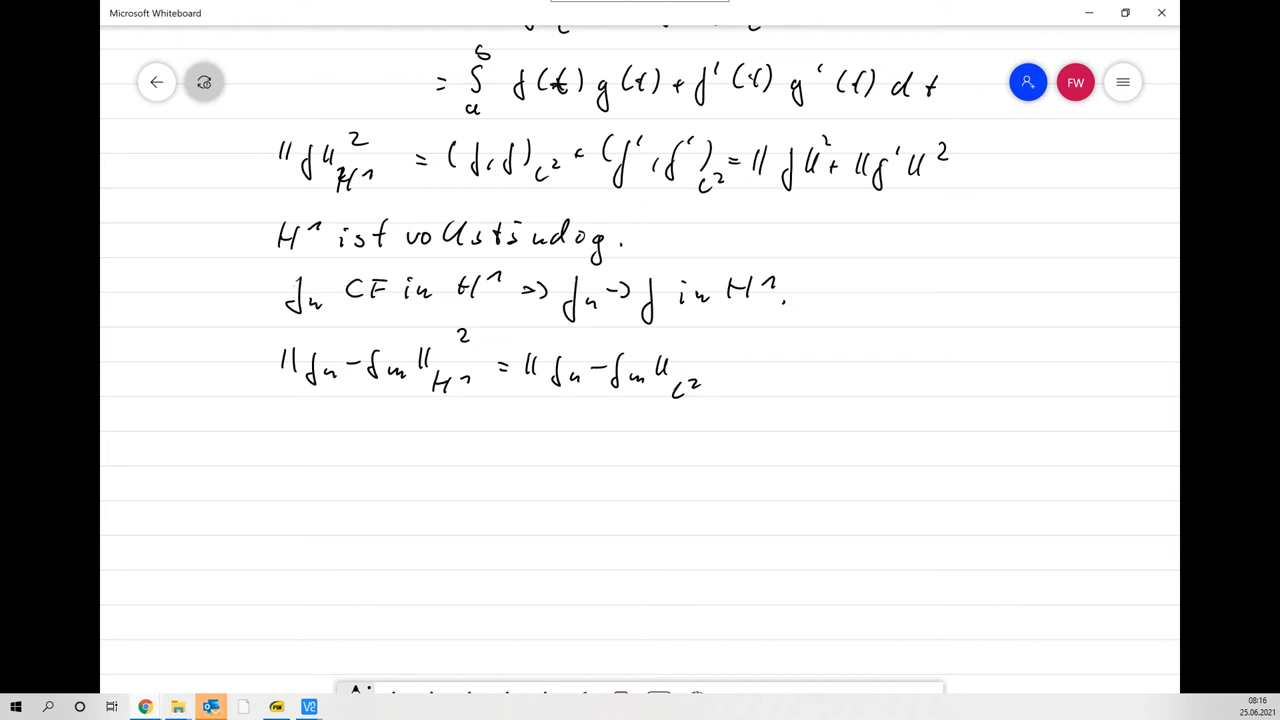 Microsoft Whiteboard
= ∫_a^b f(t) g(t) + f'(t) g'(t) dt
FW
||f||²_{H¹} = (f,f)_{L²} + (f',f')_{L²} = ||f||² + ||f'||²
H¹ ist vollständig.
f_n CF in H¹ => f_n -> f in H¹.
||f_n - f_m||²_{H¹} = ||f_n - f_m||_{L²}
08:16
25.06.2021